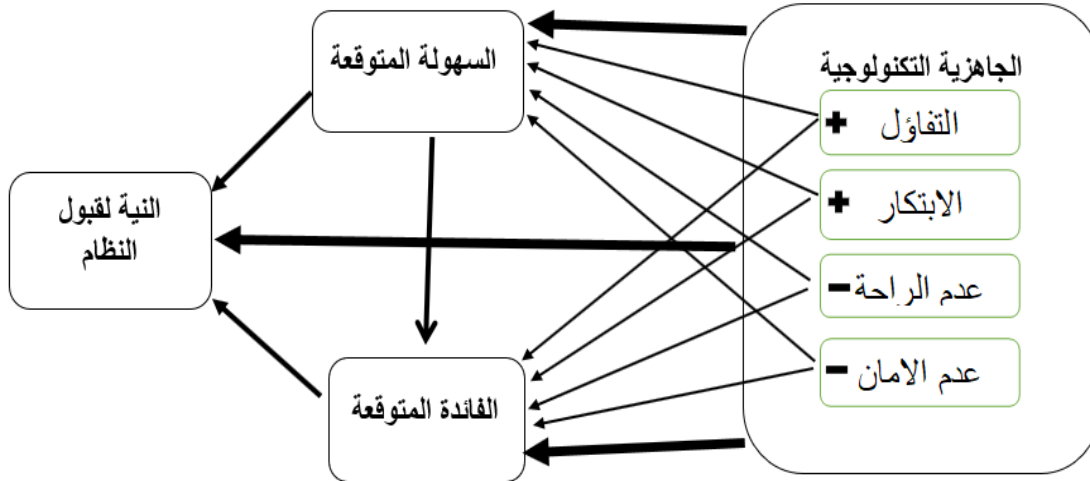 الجاهزية التكنولوجية
+ التفاؤل
+ الابتكار
- عدم الراحة
- عدم الامان
السهولة المتوقعة
الفائدة المتوقعة
النية لقبول
النظام